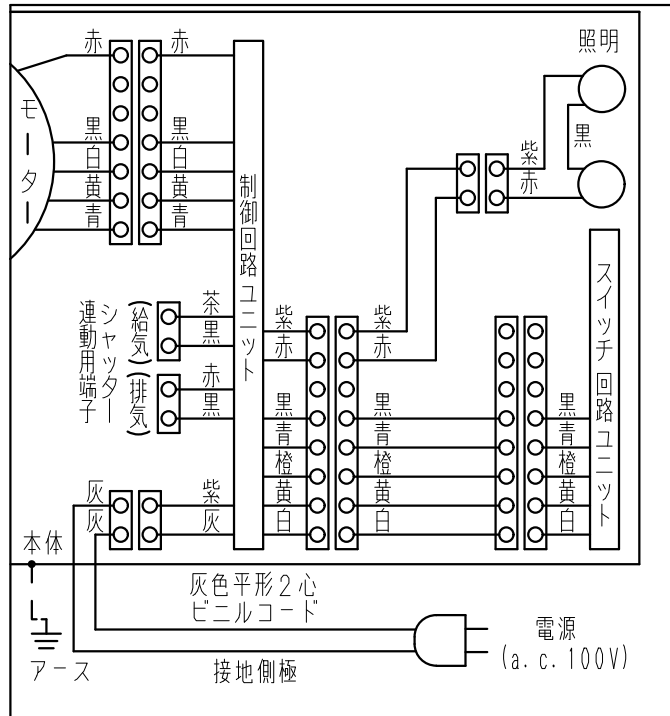 赤
赤
照明
モーター
黒
黒
黒
白
白
紫
黄
黄
赤
青
青
制御回路ユニット
スイッチ回路ユニット
シャッター
連動用端子
(給気)
茶
黒
紫
紫
赤
赤
(排気)
赤
黒
黒
黒
黒
青
青
青
橙
橙
橙
灰
紫
黄
黄
黄
灰
灰
白
白
白
本体
灰色平形2心
ビニルコード
電源
(a.c.100V)
アース
接地側極